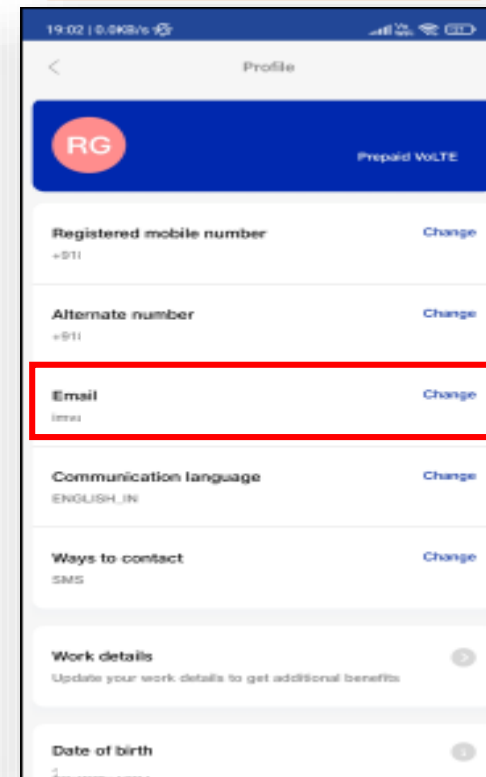 19:02 | 0.0KB/s
Profile
RG
Prepaid VoLTE
Registered mobile number
Change
+91
Alternate number
Change
+91
Email
Change
Communication language
Change
ENGLISH_IN
Ways to contact
Change
SMS
Work details
Update your work details to get additional benefits
Date of birth